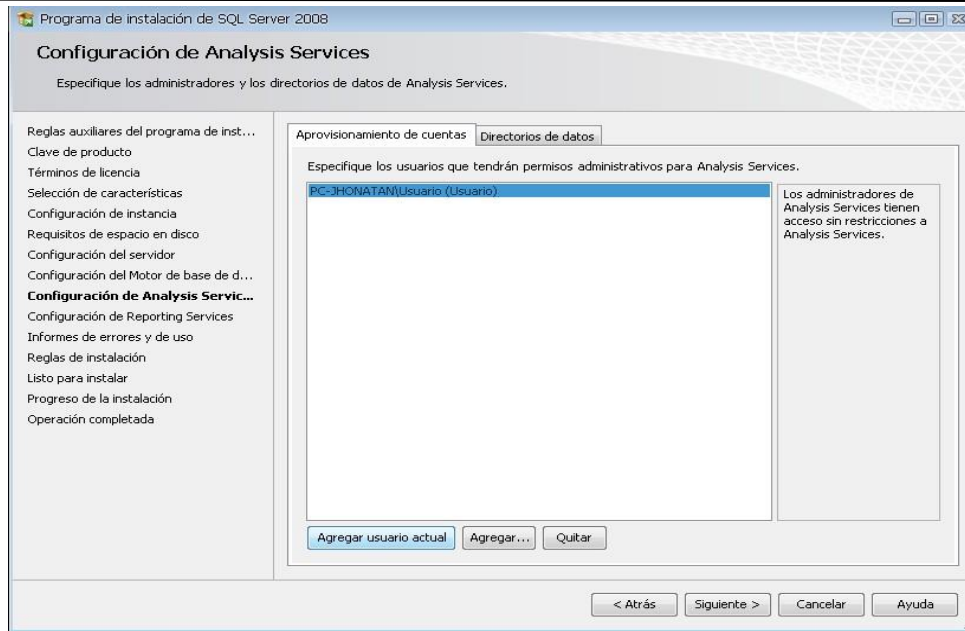 Programa de instalación de SQL Server 2008
Configuración de Analysis Services
Especifique los administradores y los directorios de datos de Analysis Services.
Reglas auxiliares del programa de inst...
Clave de producto
Términos de licencia
Selección de características
Configuración de instancia
Requisitos de espacio en disco
Configuración del servidor
Configuración del Motor de base de d...
Configuración de Analysis Servic...
Configuración de Reporting Services
Informes de errores y de uso
Reglas de instalación
Listo para instalar
Progreso de la instalación
Operación completada
Aprovisionamiento de cuentas
Directorios de datos
Especifique los usuarios que tendrán permisos administrativos para Analysis Services.
PC-JHONATAN\Usuario (Usuario)
Los administradores de
Analysis Services tienen
acceso sin restricciones a
Analysis Services.
Agregar usuario actual
Agregar...
Quitar
< Atrás
Siguiente >
Cancelar
Ayuda